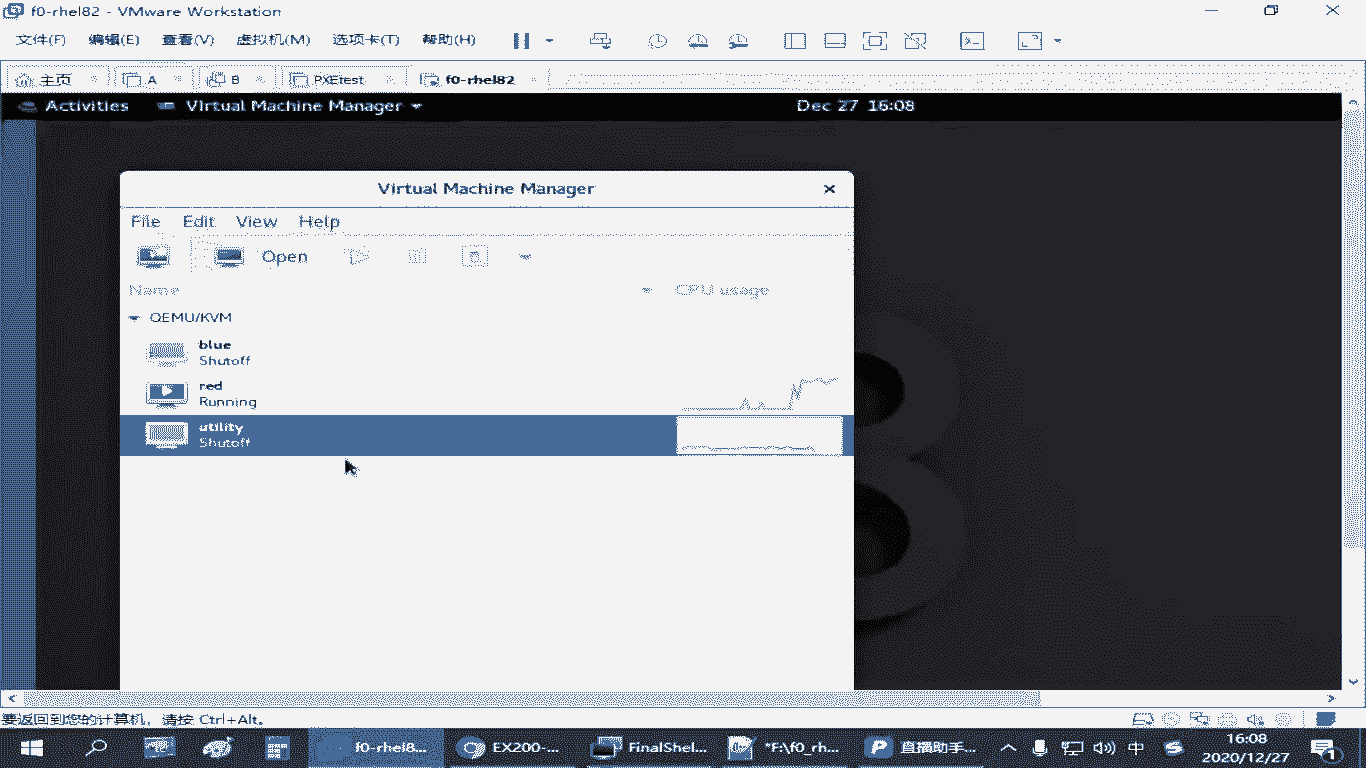 f0-rhel82 - VMware Workstation
文件(F) 编辑(E) 查看(V) 虚拟机(M) 选项卡(T) 帮助(H)
主页 A B PXEtest f0-rhel82
Activities Virtual Machine Manager Dec 27 16:08
Virtual Machine Manager
File Edit View Help
Open
Name CPU usage
QEMU/KVM
blue
Shutoff
red
Running
utility
Shutoff
要返回到您的计算机，请按 Ctrl+Alt。
f0-rhel8... EX200-... FinalShel... *F:\f0_rh... 直播助手... 中 16:08
2020/12/27
1